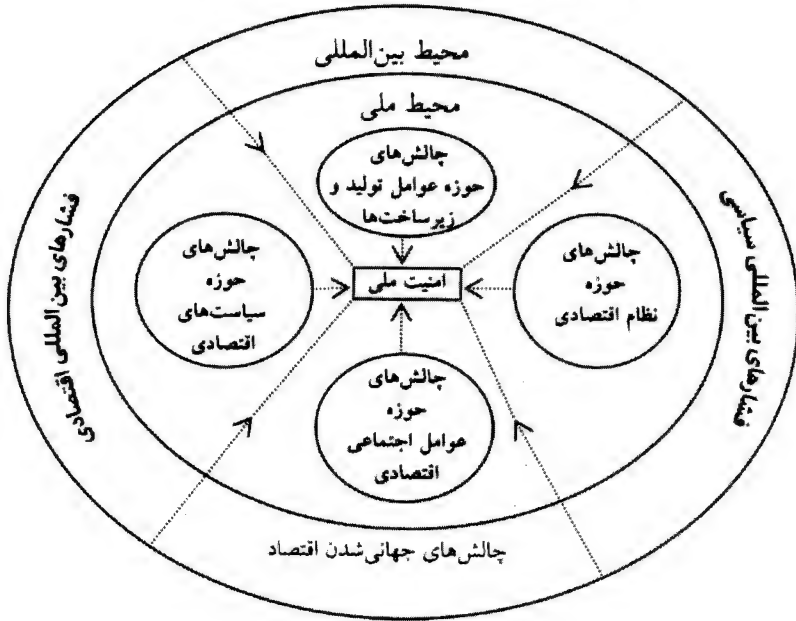 محیط بین‌المللی
محیط ملی
چالش‌های
حوزه عوامل تولید و
زیرساخت‌ها
فشارهای بین‌المللی سیاسی
چالش‌های
حوزه
نظام اقتصادی
امنیت ملی
چالش‌های
حوزه
سیاست‌های
اقتصادی
فشارهای بین‌المللی اقتصادی
چالش‌های
حوزه
عوامل اجتماعی
اقتصادی
چالش‌های جهانی‌شدن اقتصاد